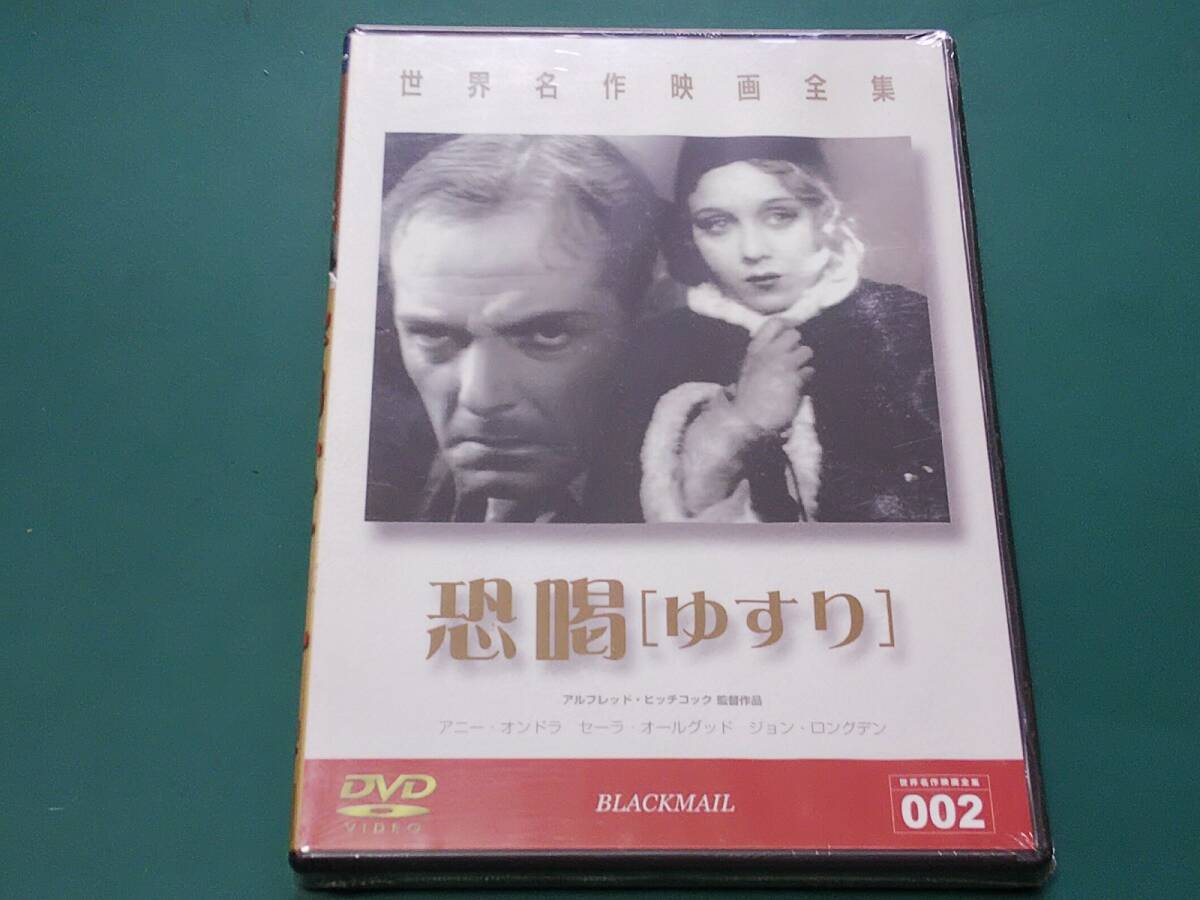 世界名作映画全集
恐喝[ゆすり]
アルフレッド・ヒッチコック 監督作品
アニー・オンドラ セーラ・オールグッド ジョン・ロングデン
DVD
VIDEO
BLACKMAIL
世界名作映画全集
002